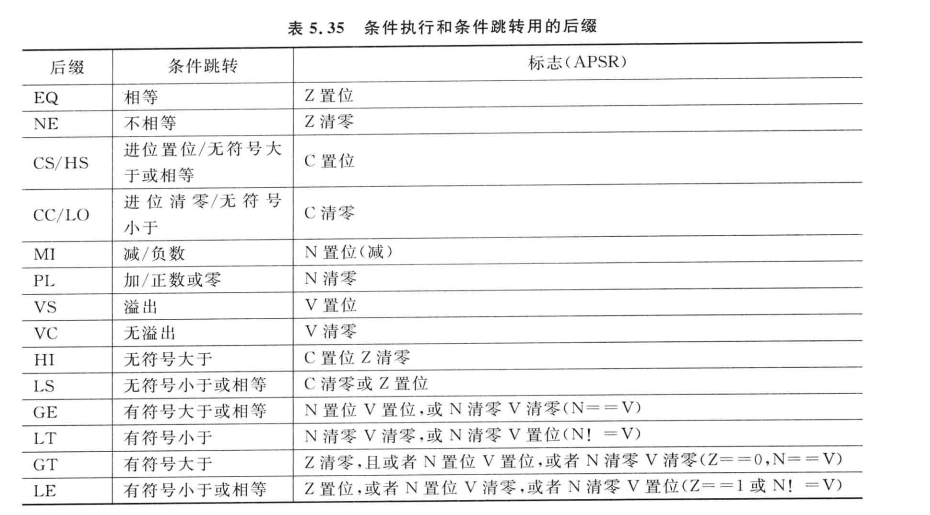 表 5.35 条件执行和条件跳转用的后缀
后缀 条件跳转 标志(APSR)
EQ 相等 Z 置位
NE 不相等 Z 清零
CS/HS 进位置位/无符号大于或相等 C 置位
CC/LO 进位清零/无符号小于 C 清零
MI 减/负数 N 置位(减)
PL 加/正数或零 N 清零
VS 溢出 V 置位
VC 无溢出 V 清零
HI 无符号大于 C 置位 Z 清零
LS 无符号小于或相等 C 清零或 Z 置位
GE 有符号大于或相等 N 置位 V 置位,或 N 清零 V 清零(N==V)
LT 有符号小于 N 清零 V 清零,或 N 清零 V 置位(N! =V)
GT 有符号大于 Z 清零,且或者 N 置位 V 置位,或者 N 清零 V 清零(Z==0,N==V)
LE 有符号小于或相等 Z 置位,或者 N 置位 V 清零,或者 N 清零 V 置位(Z==1 或 N! =V)